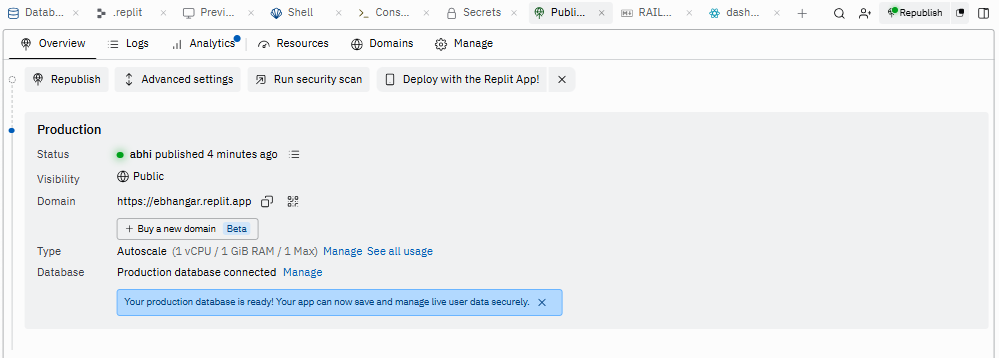 Datab... .replit Previ... Shell Cons... Secrets Publi... RAIL... dash... Republish
Overview Logs Analytics Resources Domains Manage
Republish Advanced settings Run security scan Deploy with the Replit App!
Production
Status abhi published 4 minutes ago
Visibility Public
Domain https://ebhangar.replit.app
+ Buy a new domain Beta
Type Autoscale (1 vCPU / 1 GiB RAM / 1 Max) Manage See all usage
Database Production database connected Manage
Your production database is ready! Your app can now save and manage live user data securely.